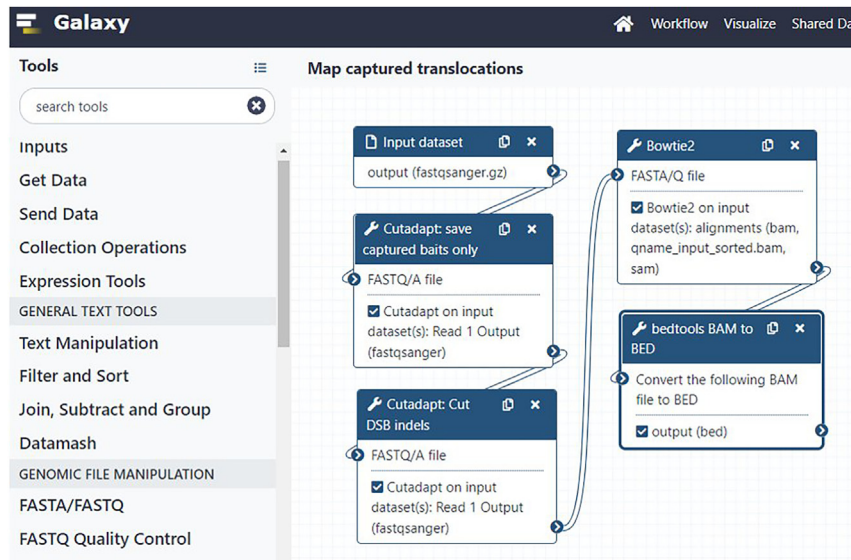 Galaxy
Workflow Visualize Shared Da
Tools
search tools
Inputs
Get Data
Send Data
Collection Operations
Expression Tools
GENERAL TEXT TOOLS
Text Manipulation
Filter and Sort
Join, Subtract and Group
Datamash
GENOMIC FILE MANIPULATION
FASTA/FASTQ
FASTQ Quality Control
Map captured translocations
Input dataset
output (fastqsanger.gz)
Cutadapt: save
captured baits only
FASTQ/A file
Cutadapt on input
dataset(s): Read 1 Output
(fastqsanger)
Cutadapt: Cut
DSB indels
FASTQ/A file
Cutadapt on input
dataset(s): Read 1 Output
(fastqsanger)
Bowtie2
FASTA/Q file
Bowtie2 on input
dataset(s): alignments (bam,
qname_input_sorted.bam,
sam)
bedtools BAM to
BED
Convert the following BAM
file to BED
output (bed)